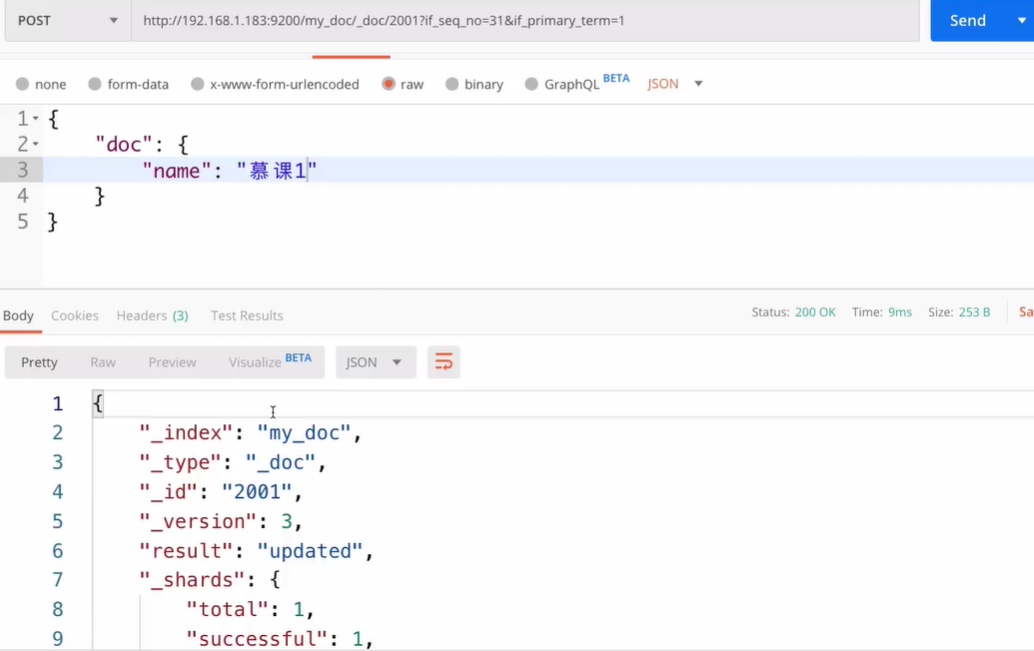 POST http://192.168.1.183:9200/my_doc/_doc/2001?if_seq_no=31&if_primary_term=1 Send
none form-data x-www-form-urlencoded raw binary GraphQL BETA JSON
1 {
2 "doc": {
3 "name": "慕课1"
4 }
5 }
Body Cookies Headers (3) Test Results Status: 200 OK Time: 9ms Size: 253 B Sa
Pretty Raw Preview Visualize BETA JSON
1 {
2 "_index": "my_doc",
3 "_type": "_doc",
4 "_id": "2001",
5 "_version": 3,
6 "result": "updated",
7 "_shards": {
8 "total": 1,
9 "successful": 1,